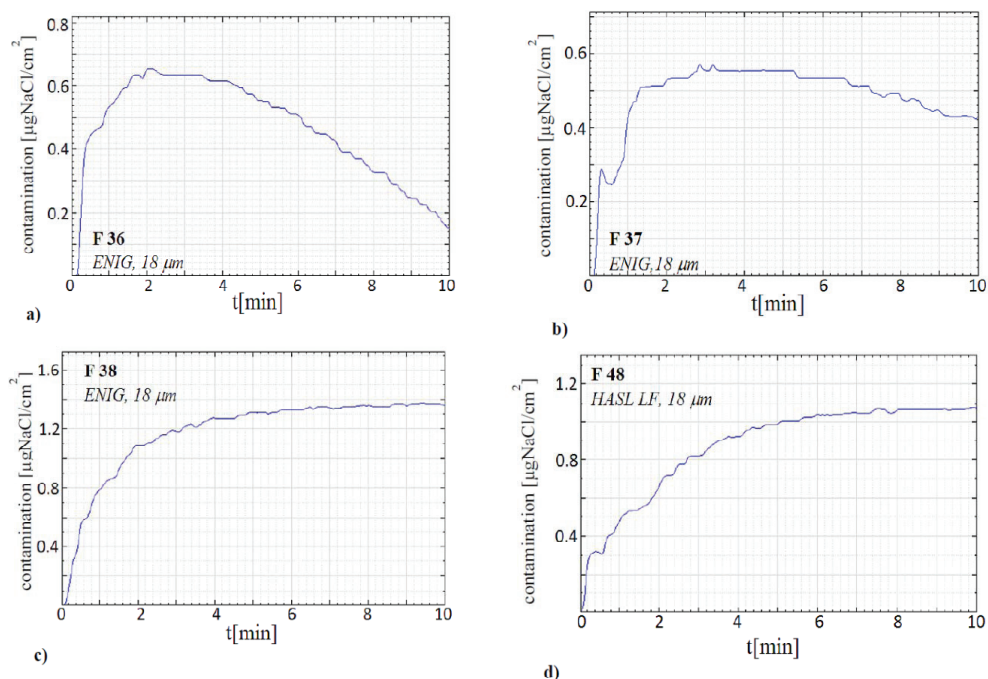 contamination [µgNaCl/cm²]
0.8
0.6
0.4
0.2
F 36
ENIG, 18 µm
0 2 4 6 8 10
t[min]
a)
contamination [µgNaCl/cm²]
0.6
0.4
0.2
F 37
ENIG,18 µm
0 2 4 6 8 10
t[min]
b)
contamination [µgNaCl/cm²]
1.6
1.2
0.8
0.4
F 38
ENIG, 18 µm
0 2 4 6 8 10
t[min]
c)
contamination [µgNaCl/cm²]
1.2
0.8
0.4
F 48
HASL LF, 18 µm
0 2 4 6 8 10
t[min]
d)